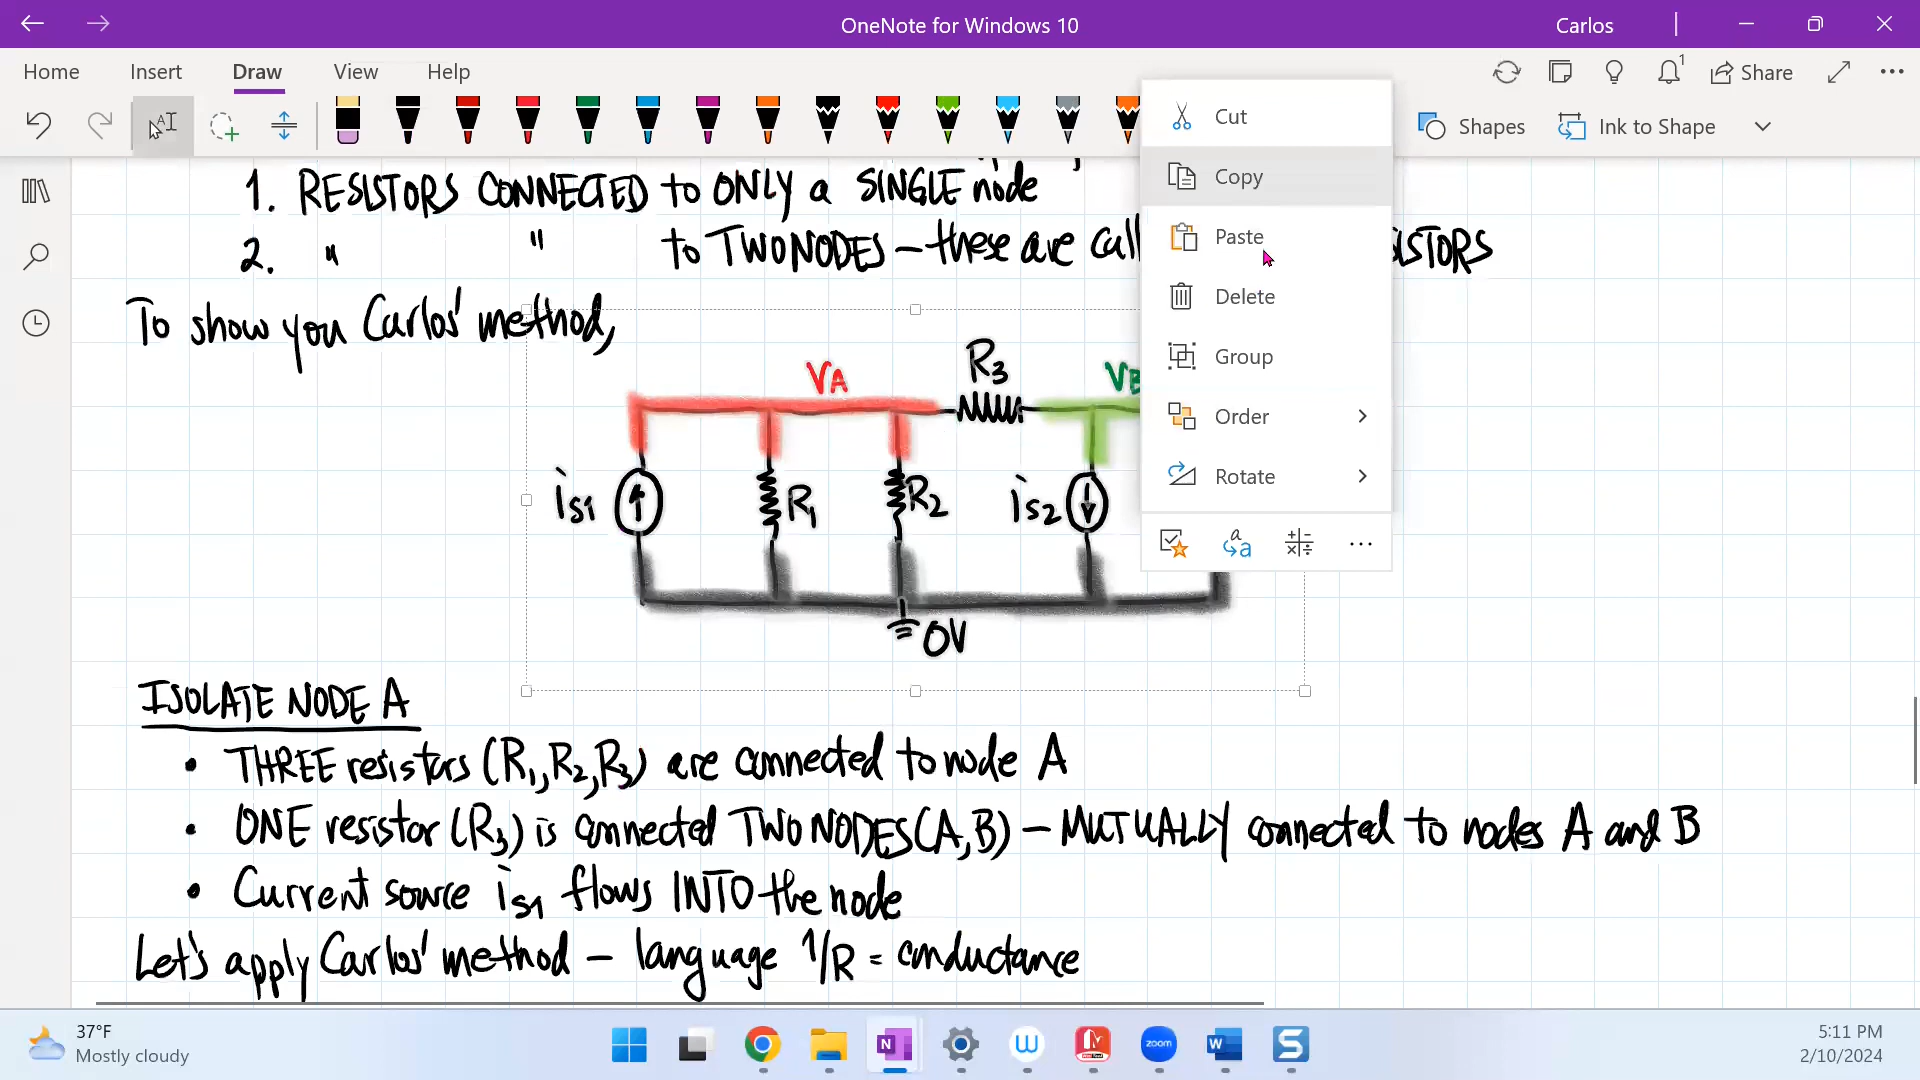 OneNote for Windows 10
Carlos
Home Insert Draw View Help
Share
Shapes
Ink to Shape
Cut
Copy
Paste
Delete
Group
Order
Rotate
1. RESISTORS CONNECTED to ONLY a SINGLE node
2. " " to TWO NODES – these are
To show you Carlos' method,
VA
R3
VB
is1
R1
R2
is2
0V
ISOLATE NODE A
• THREE resistors (R1, R2, R3) are connected to node A
• ONE resistor (R3) is connected TWO NODES (A, B) – MUTUALLY connected to nodes A and B
• Current source is1 flows INTO the node
Let's apply Carlos' method – language 1/R = conductance
37°F
Mostly cloudy
zoom
5:11 PM
2/10/2024